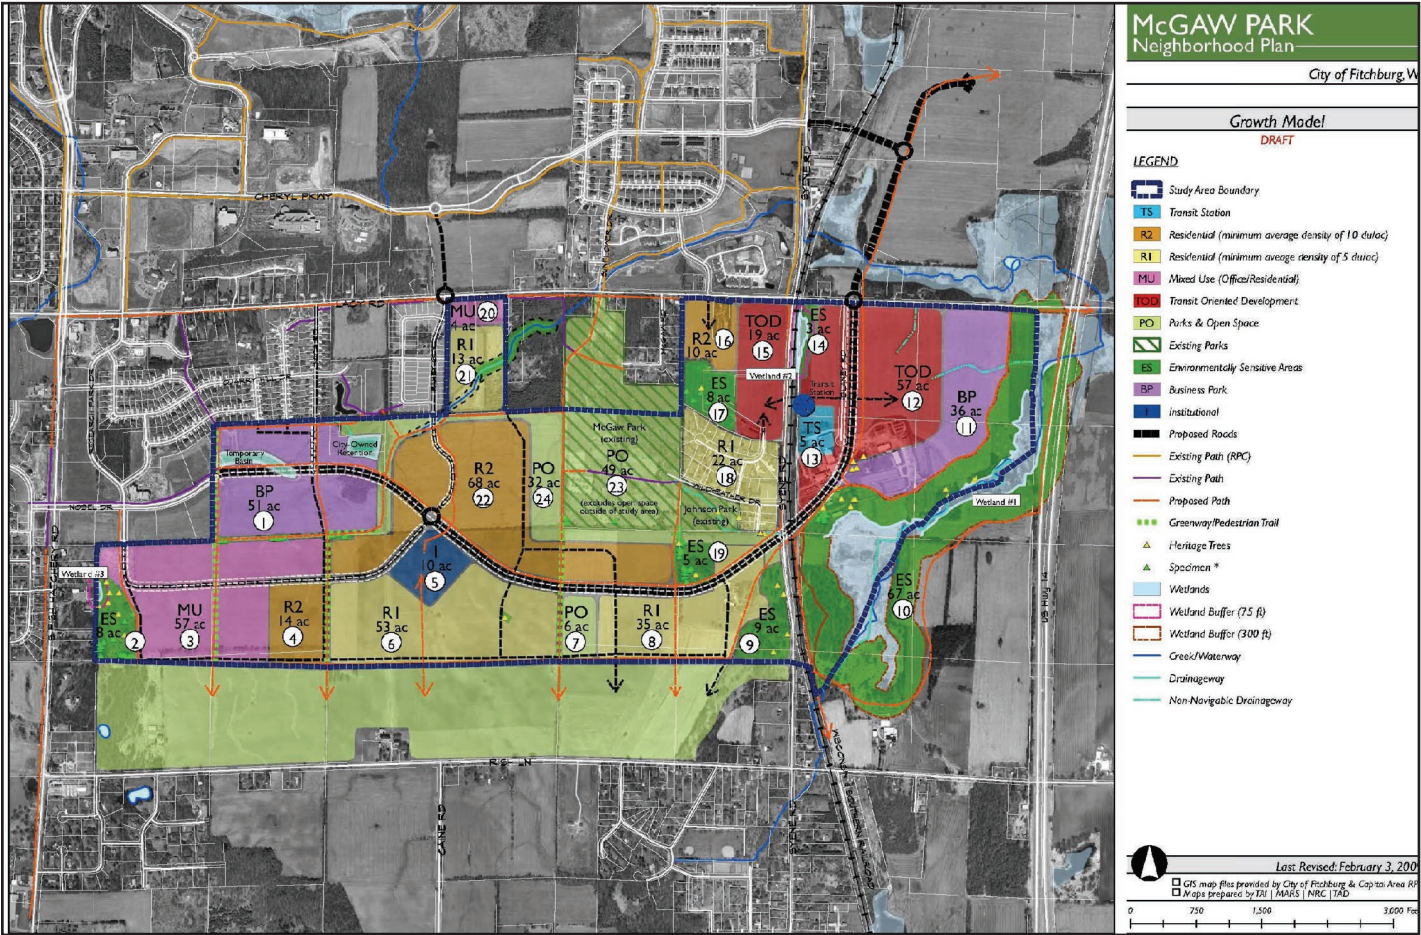 McGAW PARK
Neighborhood Plan
City of Fitchburg, W
Growth Model
DRAFT
LEGEND
Study Area Boundary
TS Transit Station
R2 Residential (minimum average density of 10 du/ac)
R1 Residential (minimum avearge density of 5 du/ac)
MU Mixed Use (Office/Residential)
TOD Transit Oriented Development
PO Parks & Open Space
Existing Parks
ES Environmentally Sensitive Areas
BP Business Park
I Institutional
Proposed Roads
Existing Path (RPC)
Existing Path
Proposed Path
Greenway/Pedestrian Trail
Heritage Trees
Specimen *
Wetlands
Wetland Buffer (75 ft)
Wetland Buffer (300 ft)
Creek/Waterway
Drainageway
Non-Navigable Drainageway
Last Revised: February 3, 200
GIS map files provided by City of Fitchburg & Capital Area RP
Maps prepared by TAI | MARS | NRC | TAD
0 750 1,500 3,000 Fee
CHERYL PKWY
MU 20
4 ac
R1
13 ac
21
R2
10 ac
16
TOD
19 ac
15
ES
3 ac
14
Wetland #2
ES
8 ac
17
Transit
Station
TOD
57 ac
12
BP
36 ac
11
TS
5 ac
13
R1
22 ac
18
McGaw Park
(existing)
PO
49 ac
23
(excludes open space
outside of study area)
Johnson Park
(existing)
PO
32 ac
24
R2
68 ac
22
City-Owned
Retention
Temporary
Basin
BP
51 ac
1
NOBEL DR
Wetland #1
Wetland #3
ES
8 ac
2
MU
57 ac
3
R2
14 ac
4
I
10 ac
5
R1
53 ac
6
PO
6 ac
7
R1
35 ac
8
ES
9 ac
9
ES
5 ac
19
ES
67 ac
10